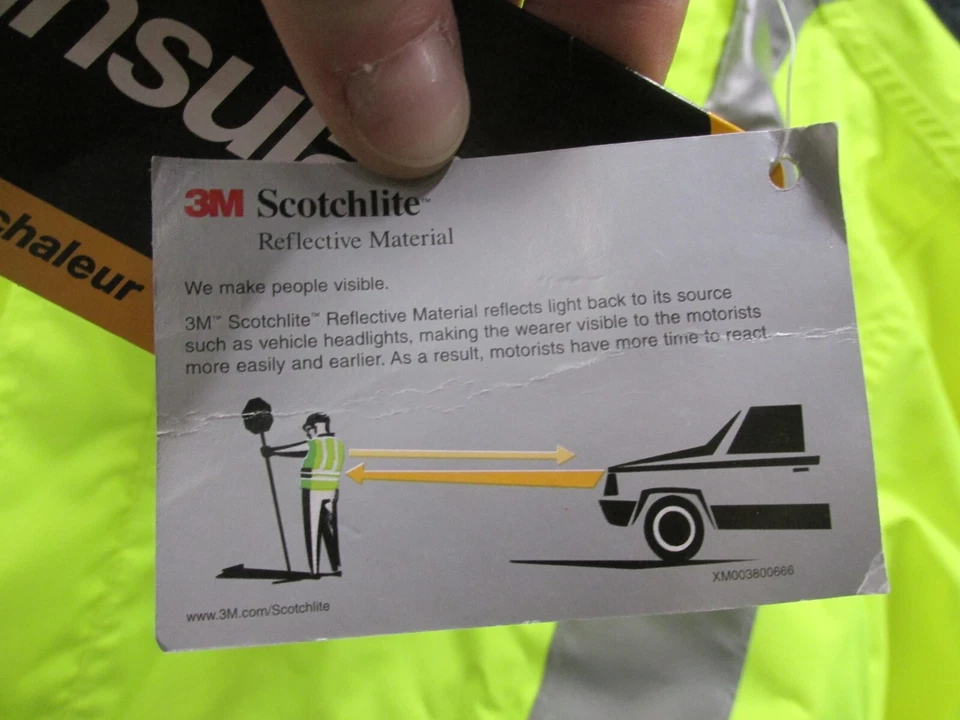 chaleur
3M Scotchlite™
Reflective Material
We make people visible.
3M™ Scotchlite™ Reflective Material reflects light back to its source
such as vehicle headlights, making the wearer visible to the motorists
more easily and earlier. As a result, motorists have more time to react.
XM003800666
www.3M.com/Scotchlite